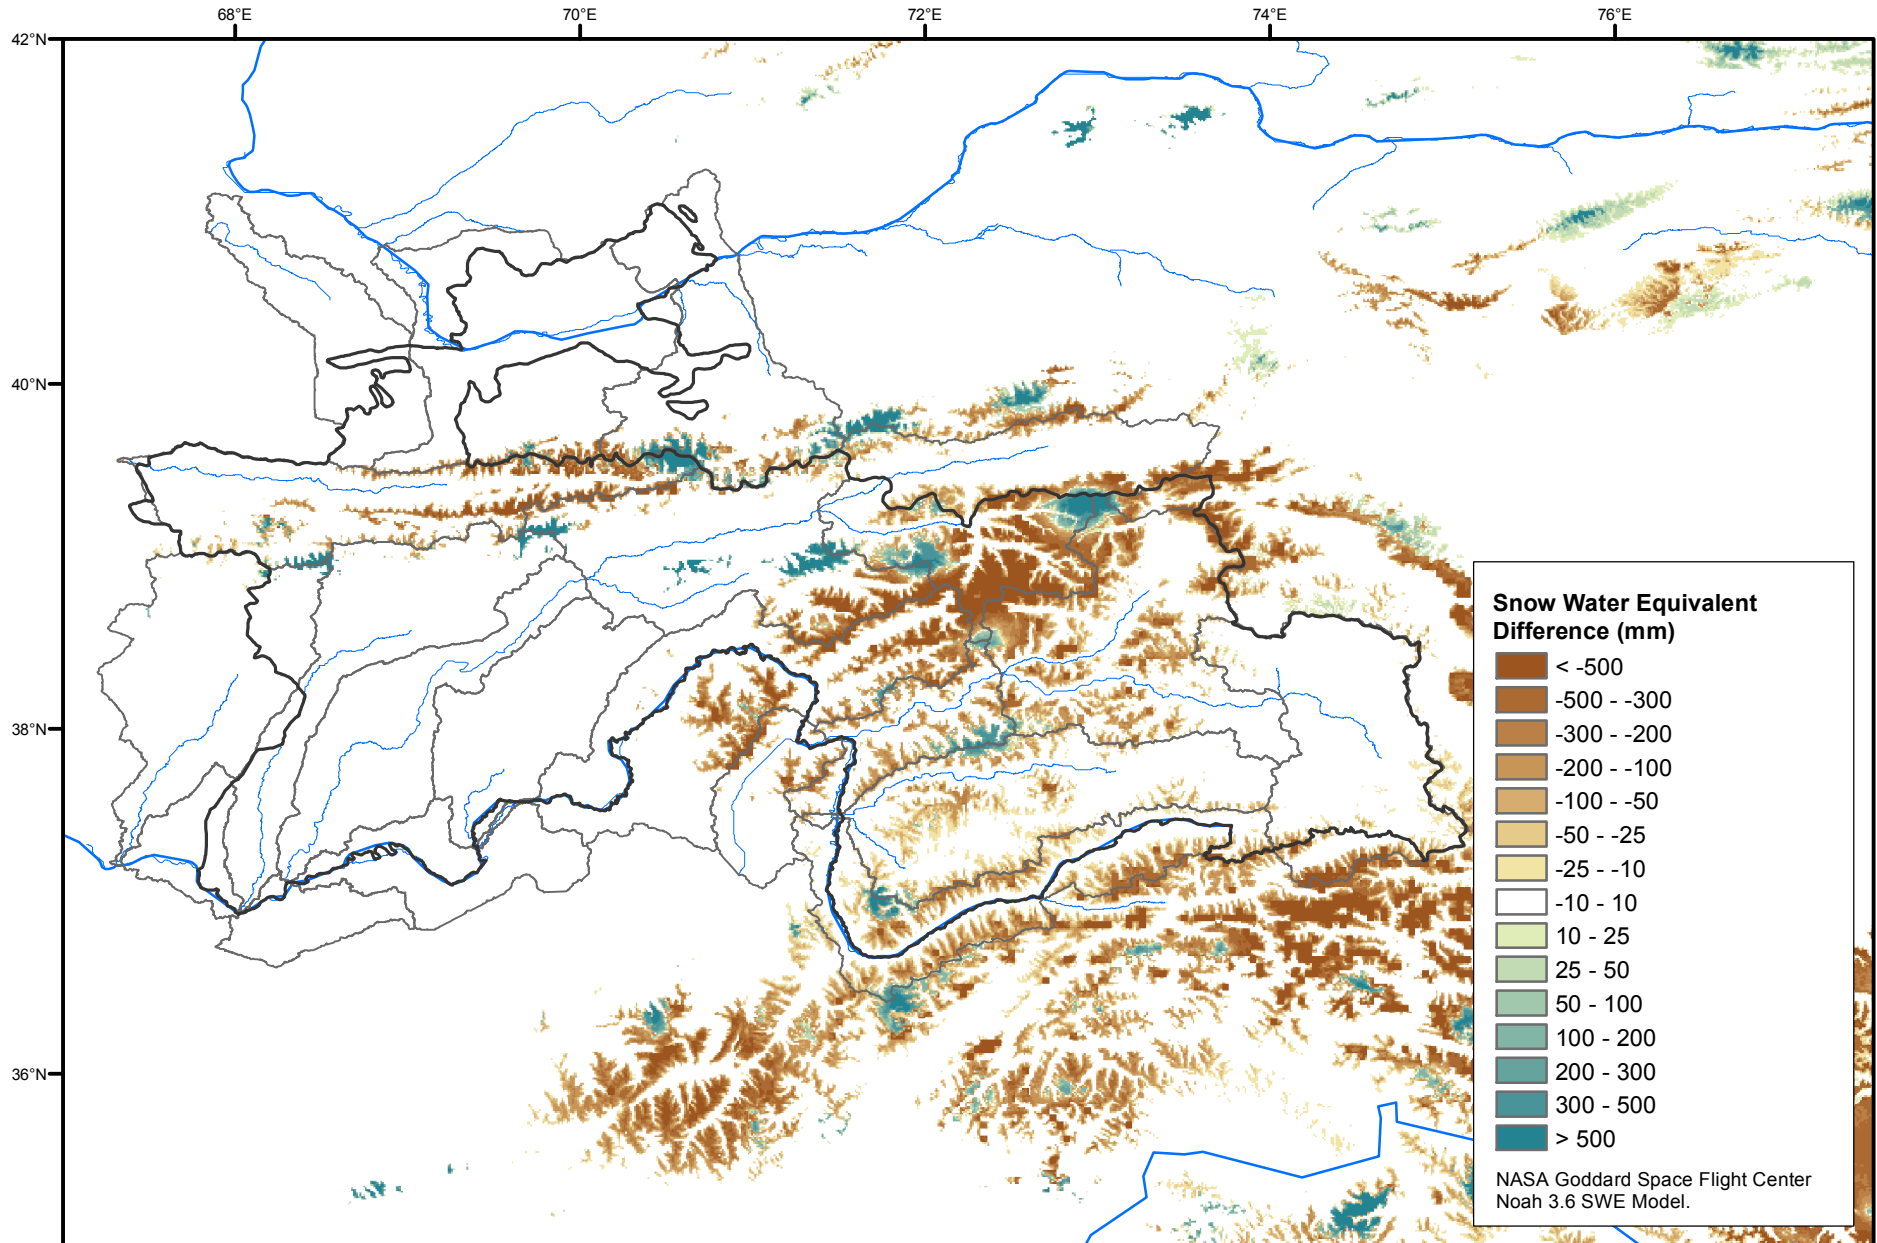 68°E 70°E 72°E 74°E 76°E
42°N
40°N
38°N
36°N
Snow Water Equivalent
Difference (mm)
< -500
-500 - -300
-300 - -200
-200 - -100
-100 - -50
-50 - -25
-25 - -10
-10 - 10
10 - 25
25 - 50
50 - 100
100 - 200
200 - 300
300 - 500
> 500
NASA Goddard Space Flight Center
Noah 3.6 SWE Model.